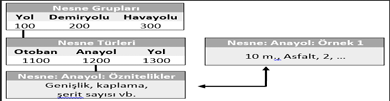 Nesne Grupları
Yol Demiryolu Havayolu
100 200 300
Nesne Türleri
Otoban Anayol Yol
1100 1200 1300
Nesne: Anayol: Öznitelikler
Genişlik, kaplama,
şerit sayısı vb.
Nesne: Anayol: Örnek 1
10 m., Asfalt, 2, ...